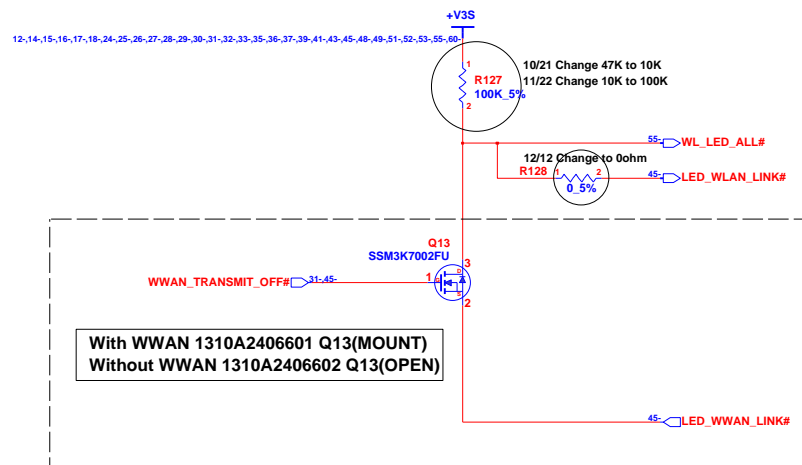 +V3S
12-,14-,15-,16-,17-,18-,24-,25-,26-,27-,28-,29-,30-,31-,32-,33-,35-,36-,37-,39-,41-,43-,45-,48-,49-,51-,52-,53-,55-,60-
1
R127
100K_5%
2
10/21 Change 47K to 10K
11/22 Change 10K to 100K
55-
WL_LED_ALL#
12/12 Change to 0ohm
R128
1
2
0_5%
45-
LED_WLAN_LINK#
Q13
SSM3K7002FU
3
D
WWAN_TRANSMIT_OFF#
31-,45-
1
G
S
2
With WWAN 1310A2406601 Q13(MOUNT)
Without WWAN 1310A2406602 Q13(OPEN)
45-
LED_WWAN_LINK#